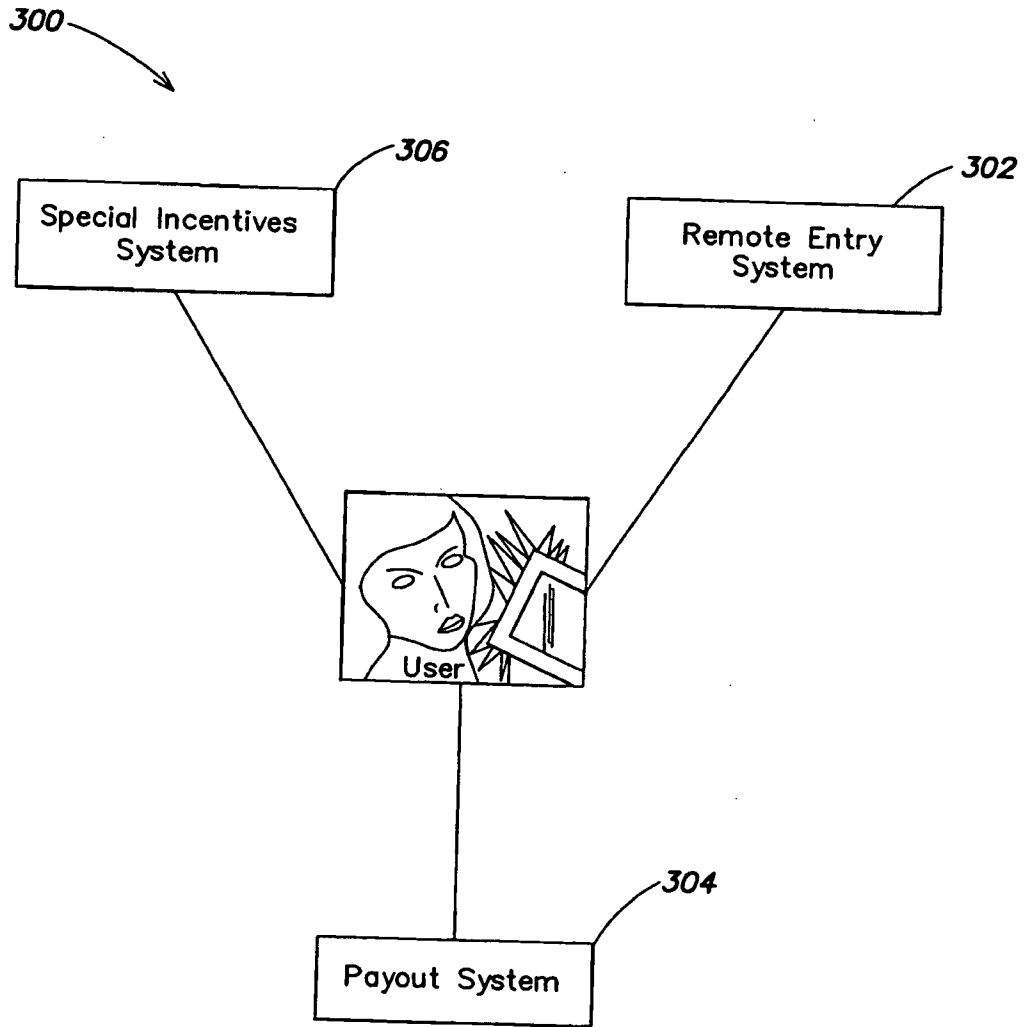 300
306
Special Incentives
System
302
Remote Entry
System
User
304
Payout System